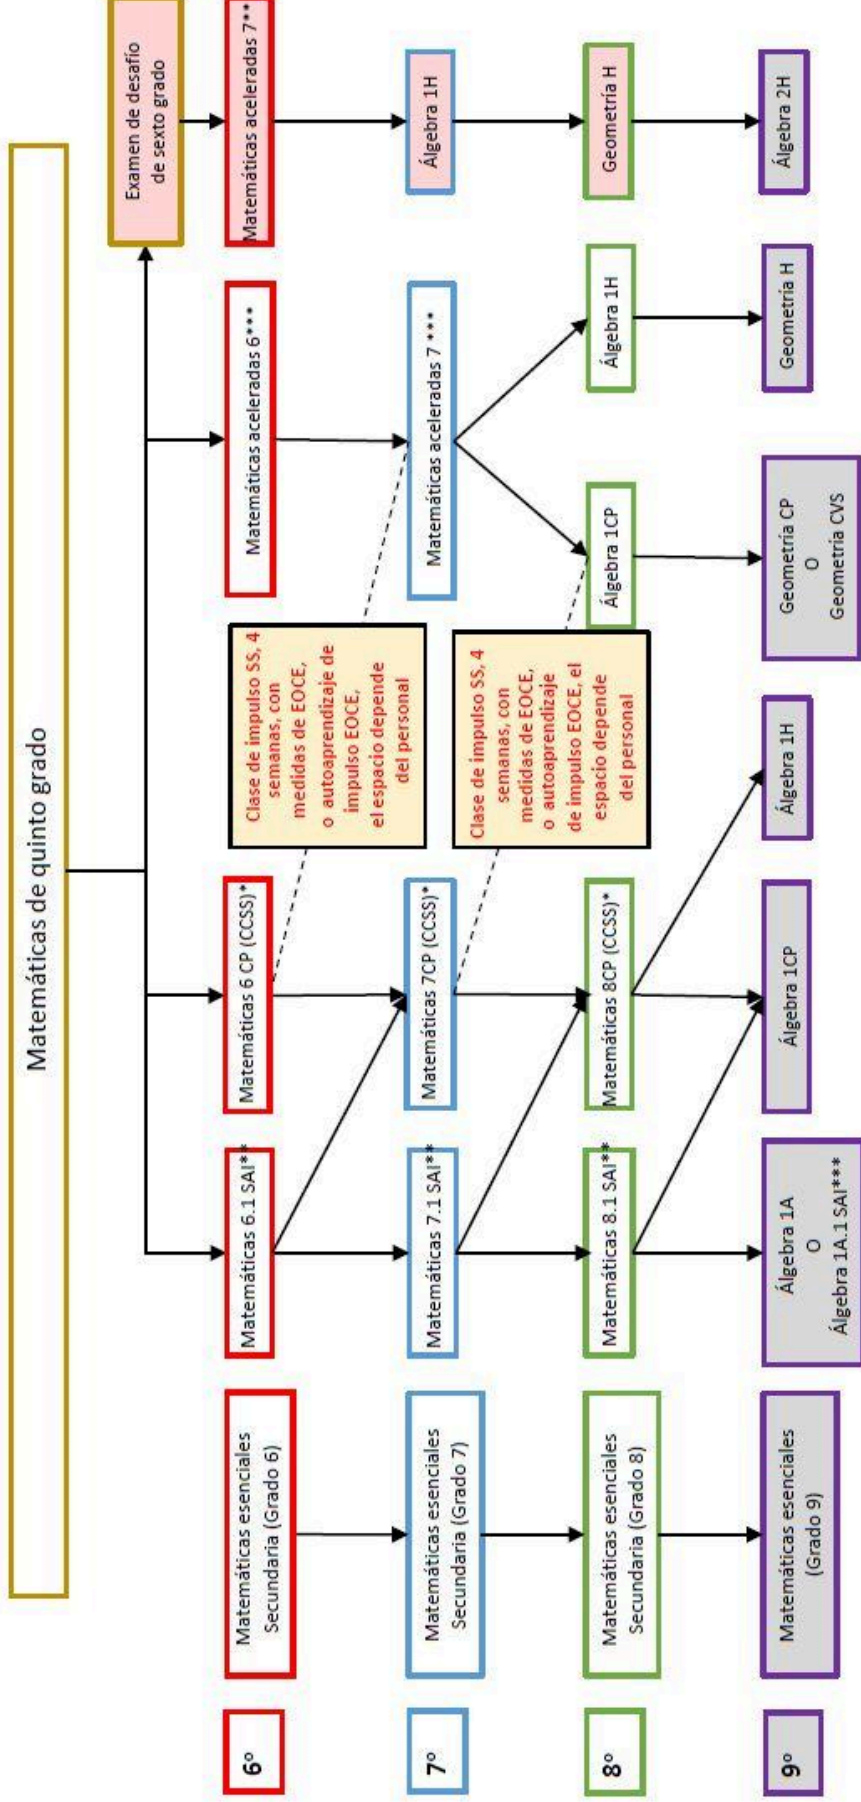 Matemáticas de quinto grado
Examen de desafío
de sexto grado
6º
Matemáticas esenciales
Secundaria (Grado 6)
Matemáticas 6.1 SAI**
Matemáticas 6 CP (CCSS)*
Clase de impulso SS, 4
semanas, con
medidas de EOCE,
o autoaprendizaje de
impulso EOCE,
el espacio depende
del personal
Matemáticas aceleradas 6***
Matemáticas aceleradas 7**
7º
Matemáticas esenciales
Secundaria (Grado 7)
Matemáticas 7.1 SAI**
Matemáticas 7CP (CCSS)*
Clase de impulso SS, 4
semanas, con
medidas de EOCE,
o autoaprendizaje
de impulso EOCE, el
espacio depende
del personal
Matemáticas aceleradas 7 ***
Álgebra 1H
8º
Matemáticas esenciales
Secundaria (Grado 8)
Matemáticas 8.1 SAI**
Matemáticas 8CP (CCSS)*
Álgebra 1CP
Álgebra 1H
Geometría H
9º
Matemáticas esenciales
(Grado 9)
Álgebra 1A
O
Álgebra 1A.1 SAI***
Álgebra 1CP
Álgebra 1H
Geometría CP
O
Geometría CVS
Geometría H
Álgebra 2H